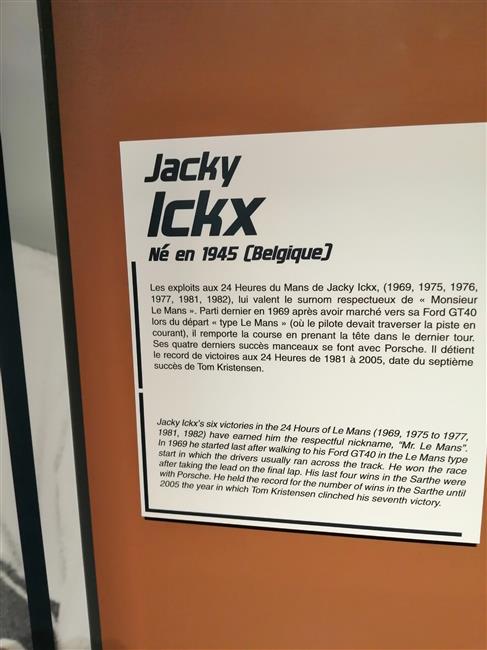 Jacky
Ickx
Né en 1945 (Belgique)
Les exploits aux 24 Heures du Mans de Jacky Ickx, (1969, 1975, 1976,
1977, 1981, 1982), lui valent le surnom respectueux de « Monsieur
Le Mans ». Parti dernier en 1969 après avoir marché vers sa Ford GT40
lors du départ « type Le Mans » (où le pilote devait traverser la piste en
courant), il remporte la course en prenant la tête dans le dernier tour.
Ses quatre derniers succès manceaux se font avec Porsche. Il détient
le record de victoires aux 24 Heures de 1981 à 2005, date du septième
succès de Tom Kristensen.
Jacky Ickx's six victories in the 24 Hours of Le Mans (1969, 1975 to 1977,
1981, 1982) have earned him the respectful nickname, "Mr. Le Mans".
In 1969 he started last after walking to his Ford GT40 in the Le Mans type
start in which the drivers usually ran across the track. He won the race
after taking the lead on the final lap. His last four wins in the Sarthe were
with Porsche. He held the record for the number of wins in the Sarthe until
2005 the year in which Tom Kristensen clinched his seventh victory.